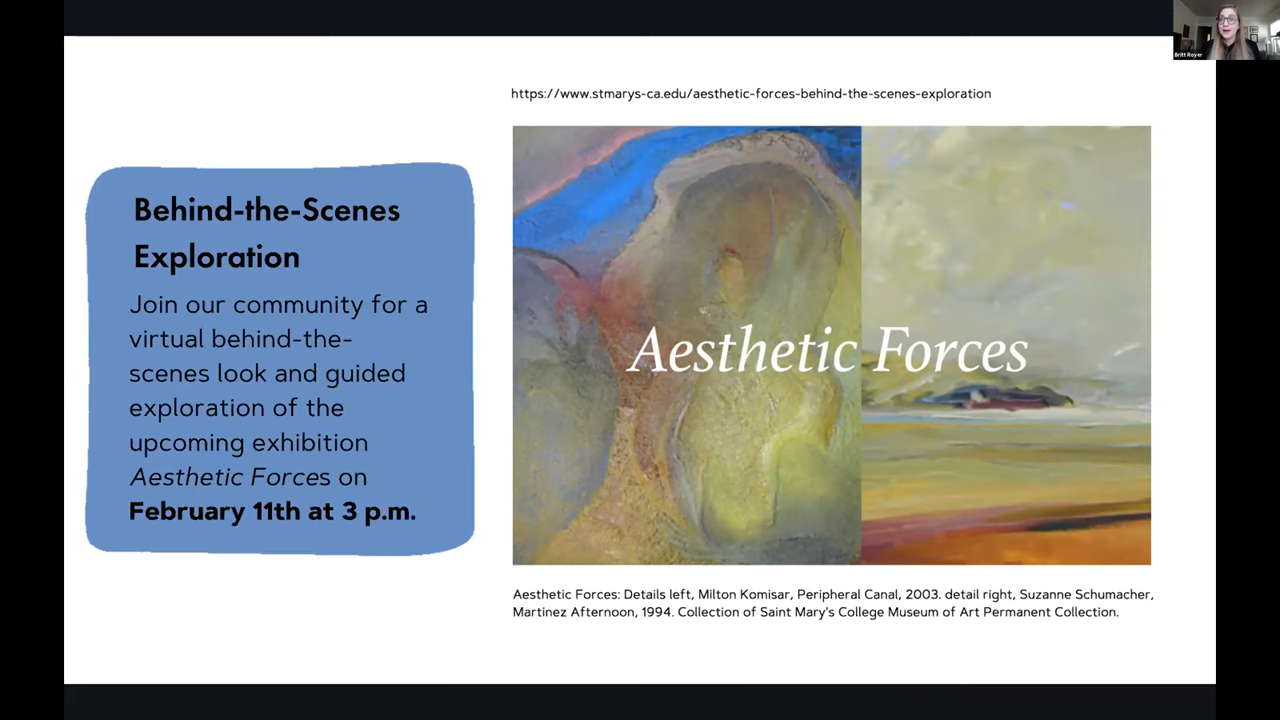 Britt Royer
https://www.stmarys-ca.edu/aesthetic-forces-behind-the-scenes-exploration
Behind-the-Scenes
Exploration
Join our community for a
virtual behind-the-
scenes look and guided
exploration of the
upcoming exhibition
Aesthetic Forces on
February 11th at 3 p.m.
Aesthetic Forces
Aesthetic Forces: Details left, Milton Komisar, Peripheral Canal, 2003. detail right, Suzanne Schumacher,
Martinez Afternoon, 1994. Collection of Saint Mary's College Museum of Art Permanent Collection.